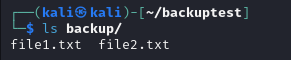 ┌──(kali㉿kali)-[~/backuptest]
└─$ ls backup/
file1.txt  file2.txt